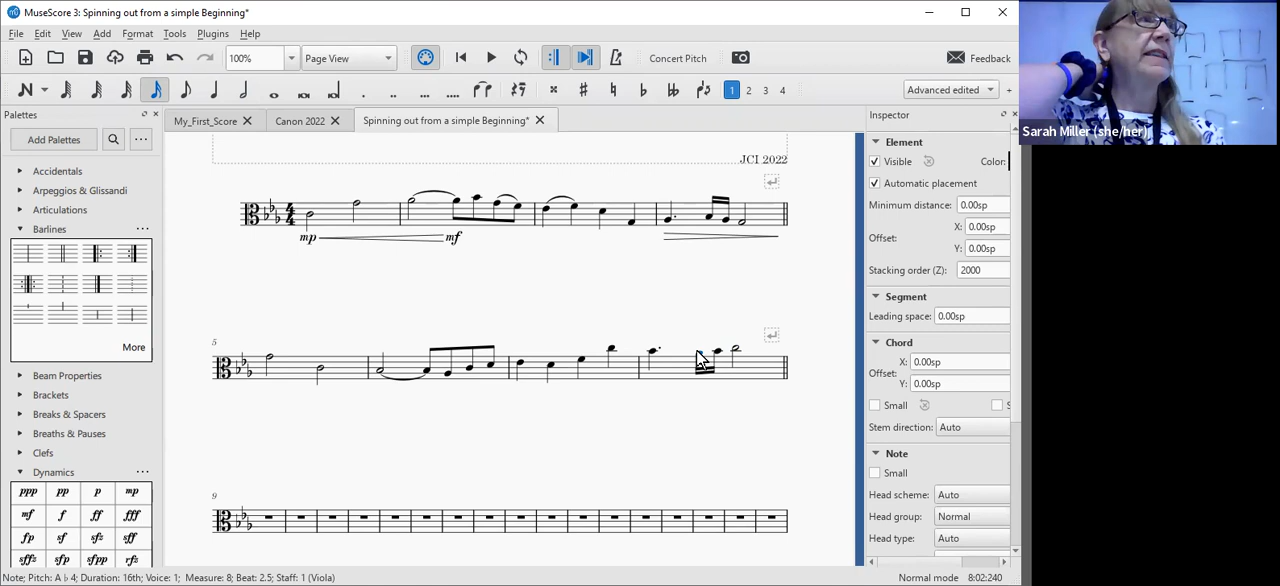 MuseScore 3: Spinning out from a simple Beginning*
File Edit View Add Format Tools Plugins Help
100% Page View Concert Pitch Feedback
1 2 3 4 Advanced edited +
Palettes
My_First_Score Canon 2022 Spinning out from a simple Beginning*
Inspector
Add Palettes
Accidentals
Arpeggios & Glissandi
Articulations
Barlines
More
Beam Properties
Brackets
Breaks & Spacers
Breaths & Pauses
Clefs
Dynamics
ppp pp p mp
mf f ff fff
fp sf sfz sff
sffz sfp sfpp rfz
JCI 2022
mp mf
5
9
Element
Visible Color:
Automatic placement
Minimum distance: 0.00sp
X: 0.00sp
Offset:
Y: 0.00sp
Stacking order (Z): 2000
Segment
Leading space: 0.00sp
Chord
X: 0.00sp
Offset:
Y: 0.00sp
Small
Stem direction: Auto
Note
Small
Head scheme: Auto
Head group: Normal
Head type: Auto
Note; Pitch: A♭4; Duration: 16th; Voice: 1; Measure: 8; Beat: 2.5; Staff: 1 (Viola)
Normal mode 8:02:240
Sarah Miller (she/her)